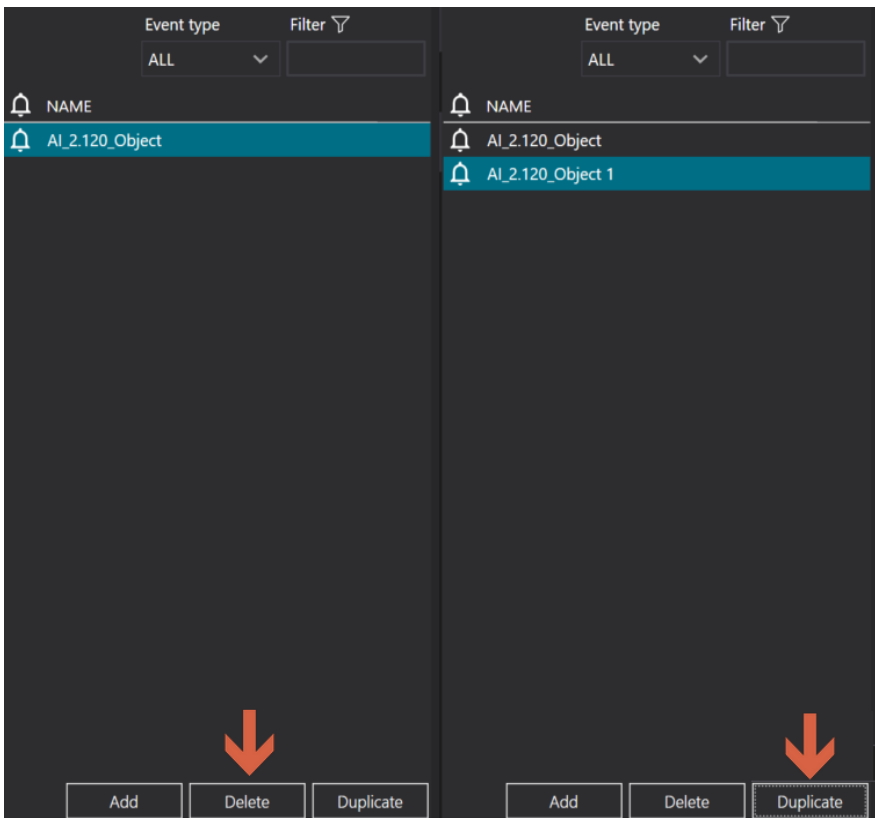 Event type Filter
ALL
NAME
AI_2.120_Object
Add Delete Duplicate
Event type Filter
ALL
NAME
AI_2.120_Object
AI_2.120_Object 1
Add Delete Duplicate